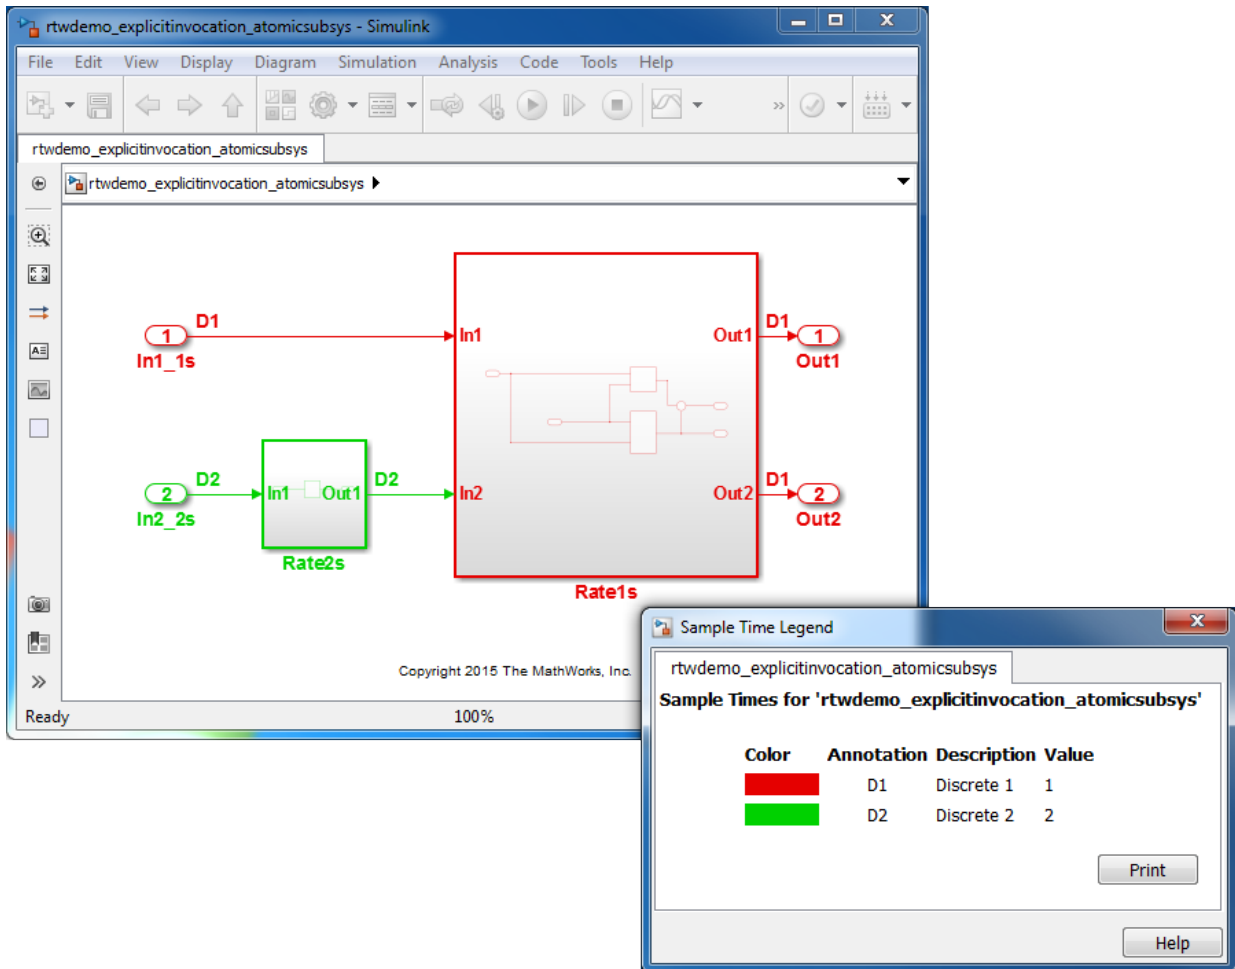 rtwdemo_explicitinvocation_atomicsubsys - Simulink
File Edit View Display Diagram Simulation Analysis Code Tools Help
rtwdemo_explicitinvocation_atomicsubsys
rtwdemo_explicitinvocation_atomicsubsys
D1
1
In1_1s
In1
Out1
D1
1
Out1
D2
2
In2_2s
In1
Out1
Rate2s
D2
In2
Out2
D1
2
Out2
Rate1s
Copyright 2015 The MathWorks, Inc.
Ready 100%
Sample Time Legend
rtwdemo_explicitinvocation_atomicsubsys
Sample Times for 'rtwdemo_explicitinvocation_atomicsubsys'
Color Annotation Description Value
D1 Discrete 1 1
D2 Discrete 2 2
Print
Help